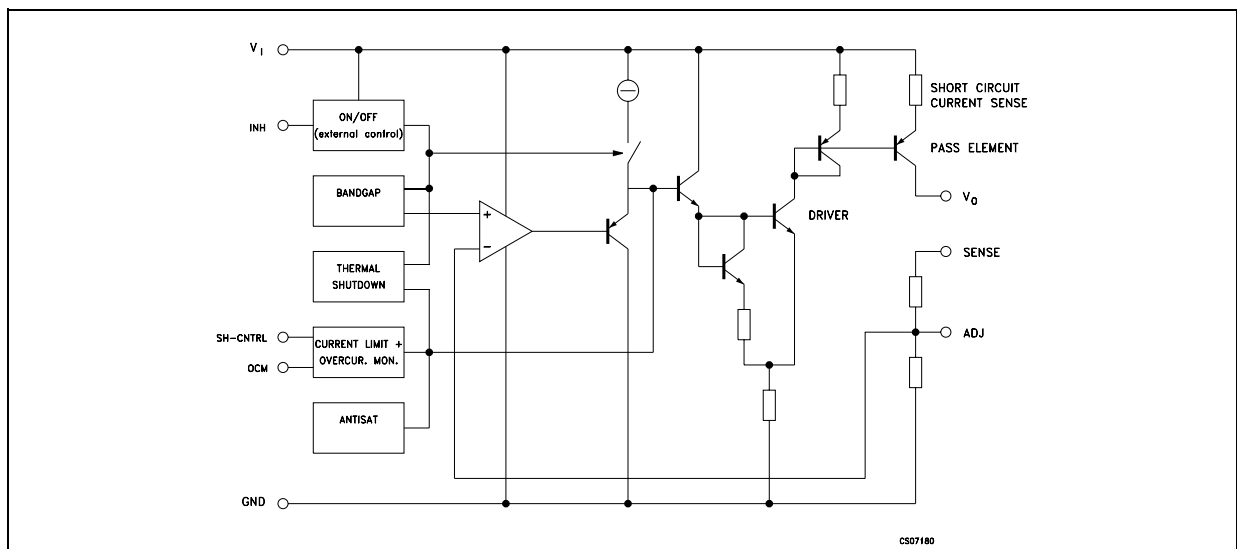 V I
SHORT CIRCUIT
CURRENT SENSE
INH
ON/OFF
(external control)
PASS ELEMENT
BANDGAP
V O
+
DRIVER
−
SENSE
THERMAL
SHUTDOWN
SH-CNTRL
CURRENT LIMIT +
OVERCUR. MON.
ADJ
OCM
ANTISAT
GND
CS07180